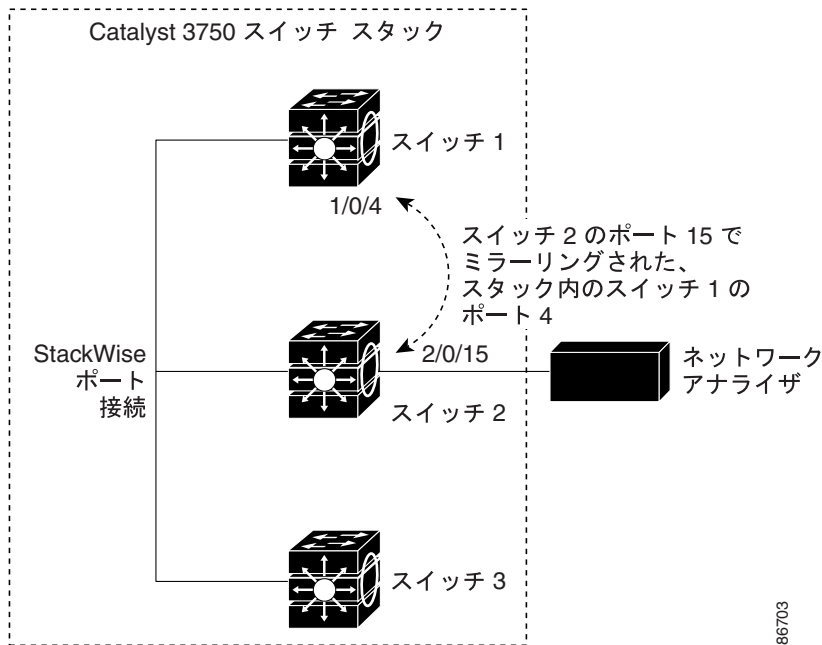 Catalyst 3750 スイッチ スタック
スイッチ 1
1/0/4
スイッチ 2 のポート 15 で
ミラーリングされた、
スタック内のスイッチ 1 の
ポート 4
StackWise
ポート
接続
2/0/15
スイッチ 2
ネットワーク
アナライザ
スイッチ 3
86703